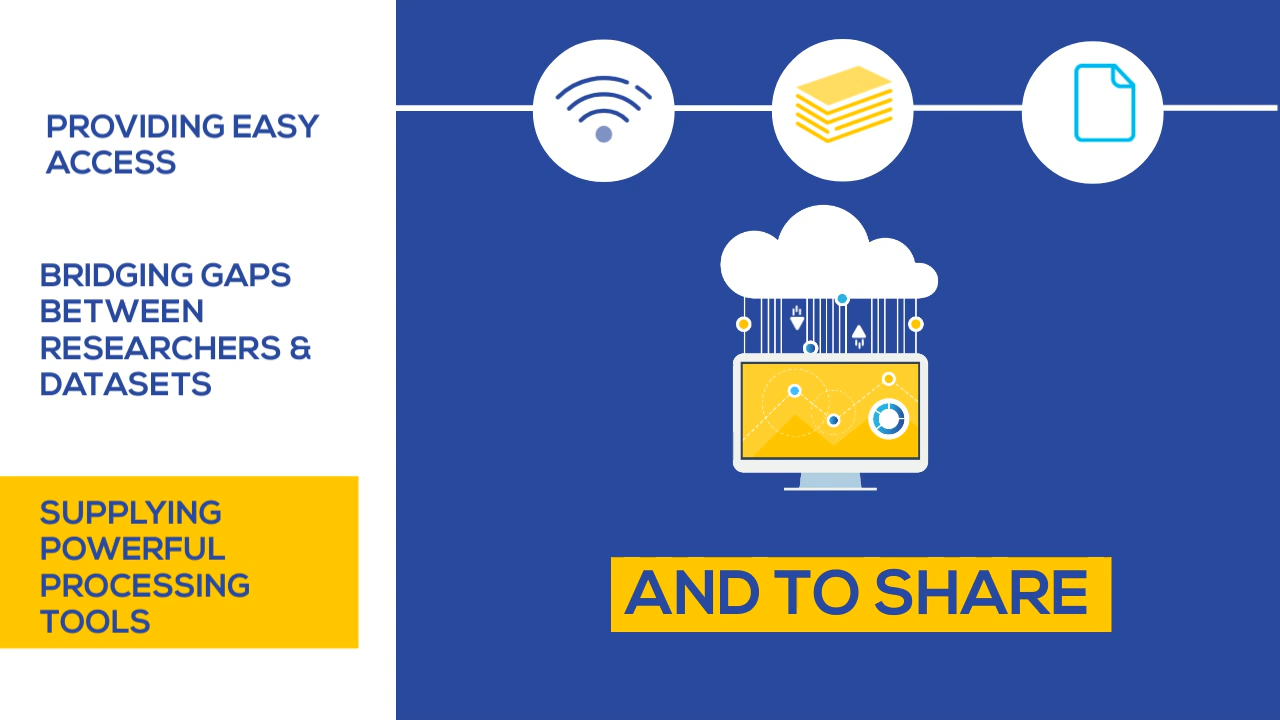 PROVIDING EASY
ACCESS
BRIDGING GAPS
BETWEEN
RESEARCHERS &
DATASETS
SUPPLYING
POWERFUL
PROCESSING
TOOLS
AND TO SHARE